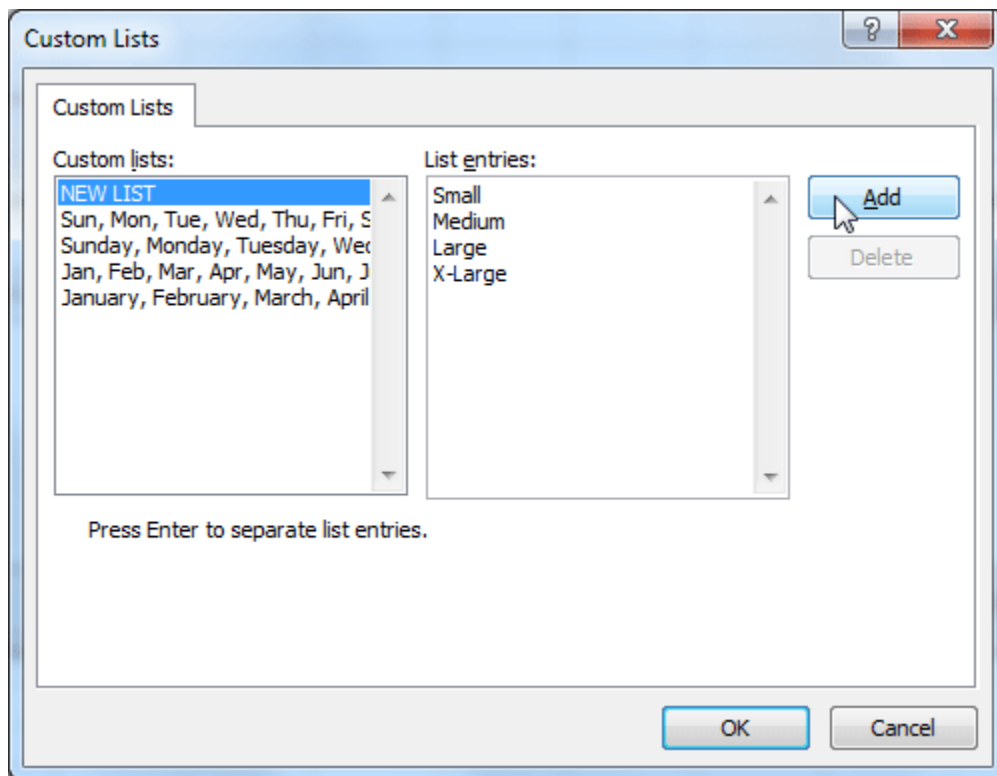 Custom Lists
Custom Lists
Custom lists:
NEW LIST
Sun, Mon, Tue, Wed, Thu, Fri, S
Sunday, Monday, Tuesday, Wed
Jan, Feb, Mar, Apr, May, Jun, J
January, February, March, April
List entries:
Small
Medium
Large
X-Large
Add
Delete
Press Enter to separate list entries.
OK
Cancel